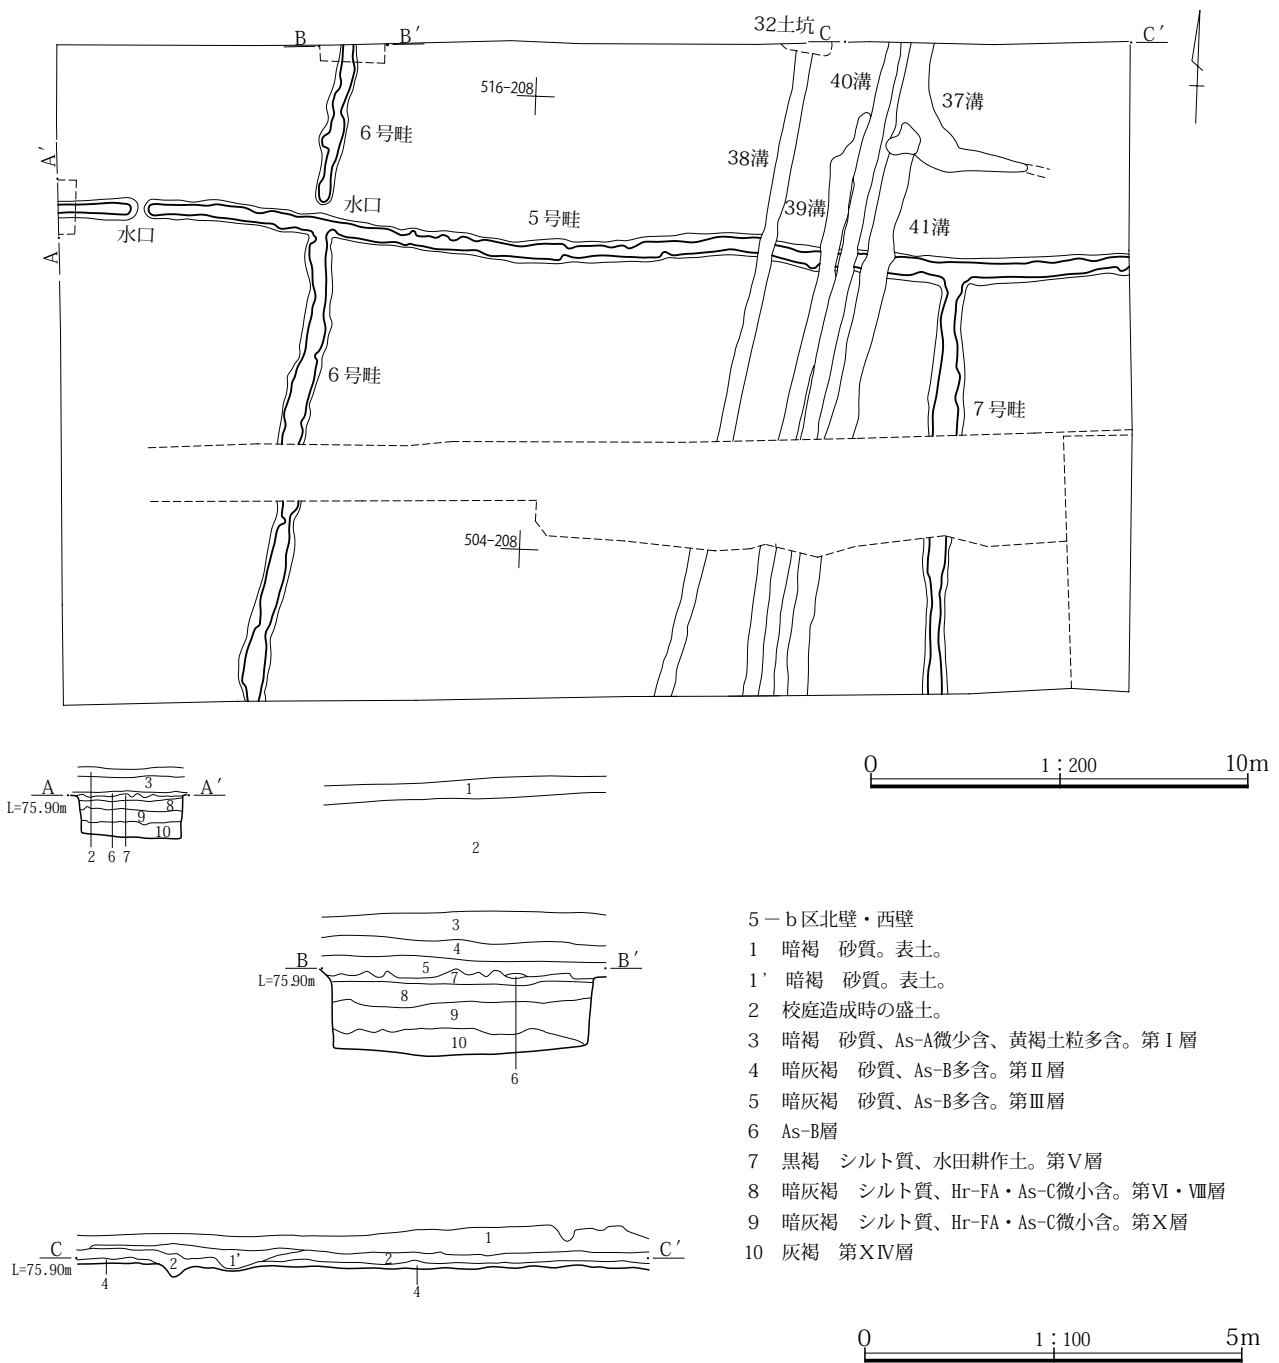 32土坑
B
B′
C
C′
516-208
40溝
37溝
6号畦
A′
38溝
水口
39溝
5号畦
水口
41溝
A
6号畦
7号畦
504-208
A
A′
L=75.90m
3
8
9
10
2 6 7
1
2
0 1：200 10m
B
B′
L=75.90m
3
4
5
7
8
9
10
6
5－b区北壁・西壁
1 暗褐 砂質。表土。
1' 暗褐 砂質。表土。
2 校庭造成時の盛土。
3 暗褐 砂質、As-A微少含、黄褐土粒多含。第Ⅰ層
4 暗灰褐 砂質、As-B多含。第Ⅱ層
5 暗灰褐 砂質、As-B多含。第Ⅲ層
6 As-B層
7 黒褐 シルト質、水田耕作土。第Ⅴ層
8 暗灰褐 シルト質、Hr-FA・As-C微小含。第Ⅵ・Ⅷ層
9 暗灰褐 シルト質、Hr-FA・As-C微小含。第Ⅹ層
10 灰褐 第ⅩⅣ層
C
C′
L=75.90m
1
2
1'
2
4
4
0 1：100 5m